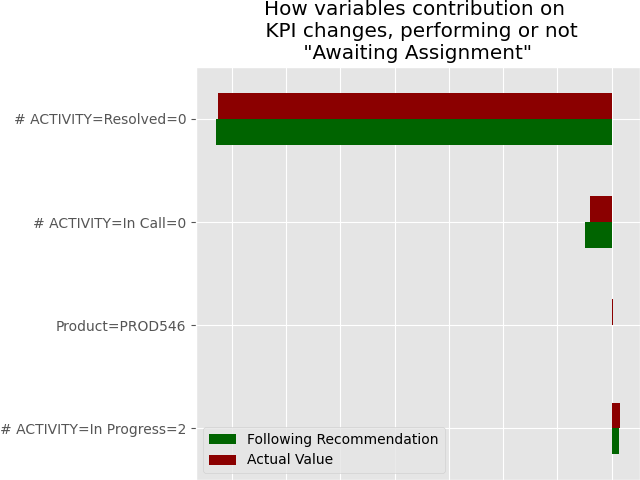 How variables contribution on
KPI changes, performing or not
"Awaiting Assignment"
# ACTIVITY=Resolved=0
# ACTIVITY=In Call=0
Product=PROD546
# ACTIVITY=In Progress=2
Following Recommendation
Actual Value